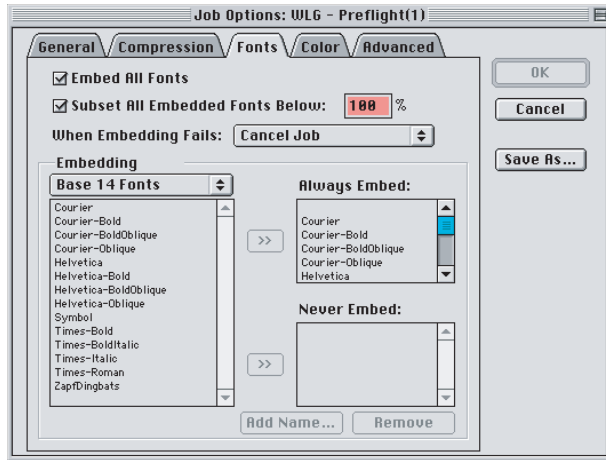 Job Options: WLG - Preflight(1)
General Compression Fonts Color Advanced
Embed All Fonts
Subset All Embedded Fonts Below: 100 %
When Embedding Fails: Cancel Job
OK
Cancel
Save As...
Embedding
Base 14 Fonts
Courier
Courier-Bold
Courier-BoldOblique
Courier-Oblique
Helvetica
Helvetica-Bold
Helvetica-BoldOblique
Helvetica-Oblique
Symbol
Times-Bold
Times-BoldItalic
Times-Italic
Times-Roman
ZapfDingbats
>>
>>
Always Embed:
Courier
Courier-Bold
Courier-BoldOblique
Courier-Oblique
Helvetica
Never Embed:
Add Name... Remove